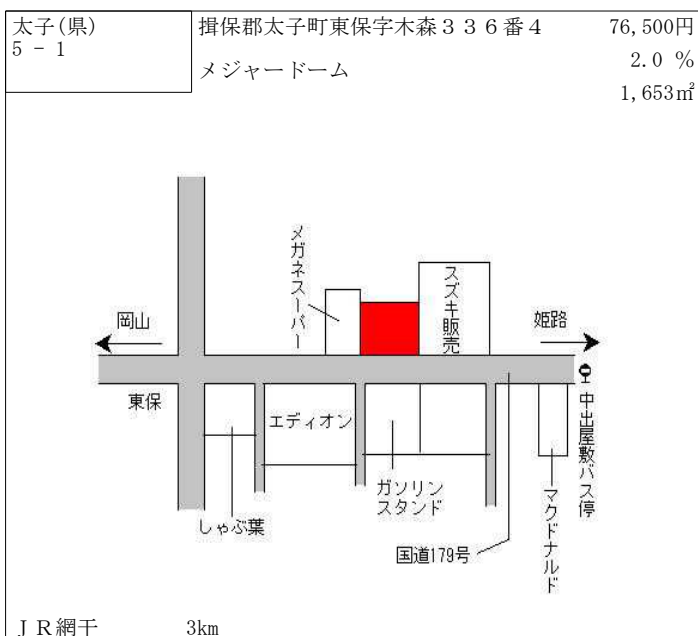 太子(県)
5 - 1
揖保郡太子町東保字木森３３６番４
76,500円
メジャードーム
2.0 %
1,653㎡
メガネスーパー
スズキ販売
岡山
姫路
東保
エディオン
中出屋敷バス停
ガソリン
スタンド
しゃぶ葉
マクドナルド
国道179号
ＪＲ網干 3km